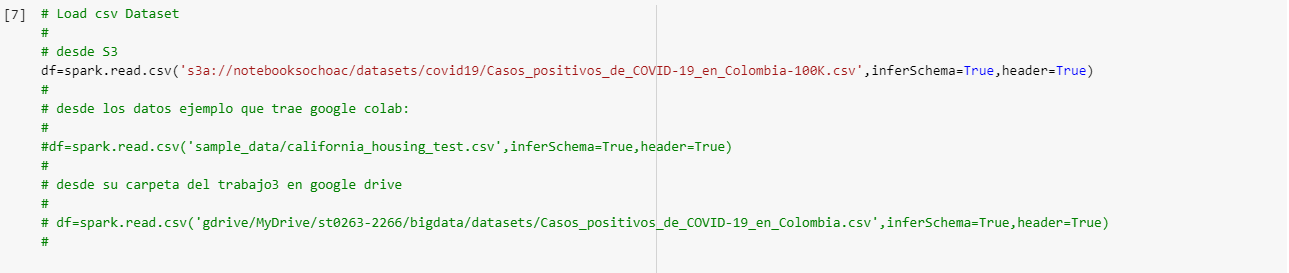 [7] # Load csv Dataset
#
# desde S3
df=spark.read.csv('s3a://notebooksochoac/datasets/covid19/Casos_positivos_de_COVID-19_en_Colombia-100K.csv',inferSchema=True,header=True)
#
# desde los datos ejemplo que trae google colab:
#
#df=spark.read.csv('sample_data/california_housing_test.csv',inferSchema=True,header=True)
#
# desde su carpeta del trabajo3 en google drive
#
# df=spark.read.csv('gdrive/MyDrive/st0263-2266/bigdata/datasets/Casos_positivos_de_COVID-19_en_Colombia.csv',inferSchema=True,header=True)
#